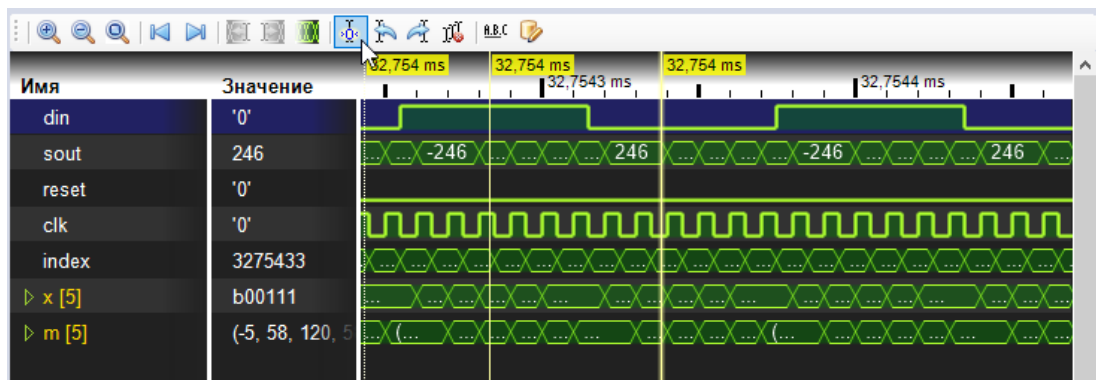 A.B.C
32,754 ms 32,754 ms 32,754 ms
Имя Значение 32,7543 ms 32,7544 ms
din '0'
sout 246 ... ... -246 ... ... ... ... 246 ... ... ... ... -246 ... ... ... ... 246 ...
reset '0'
clk '0'
index 3275433 ... ... ... ... ... ... ... ... ... ... ... ... ... ... ... ... ... ... ... ... ...
x [5] b00111 ... ... ... ... ... ... ... ... ... ... ... ... ... ... ...
m [5] (-5, 58, 120, 5 ... (... ... ... ... ... ... ... ... (... ... ... ... ... ...